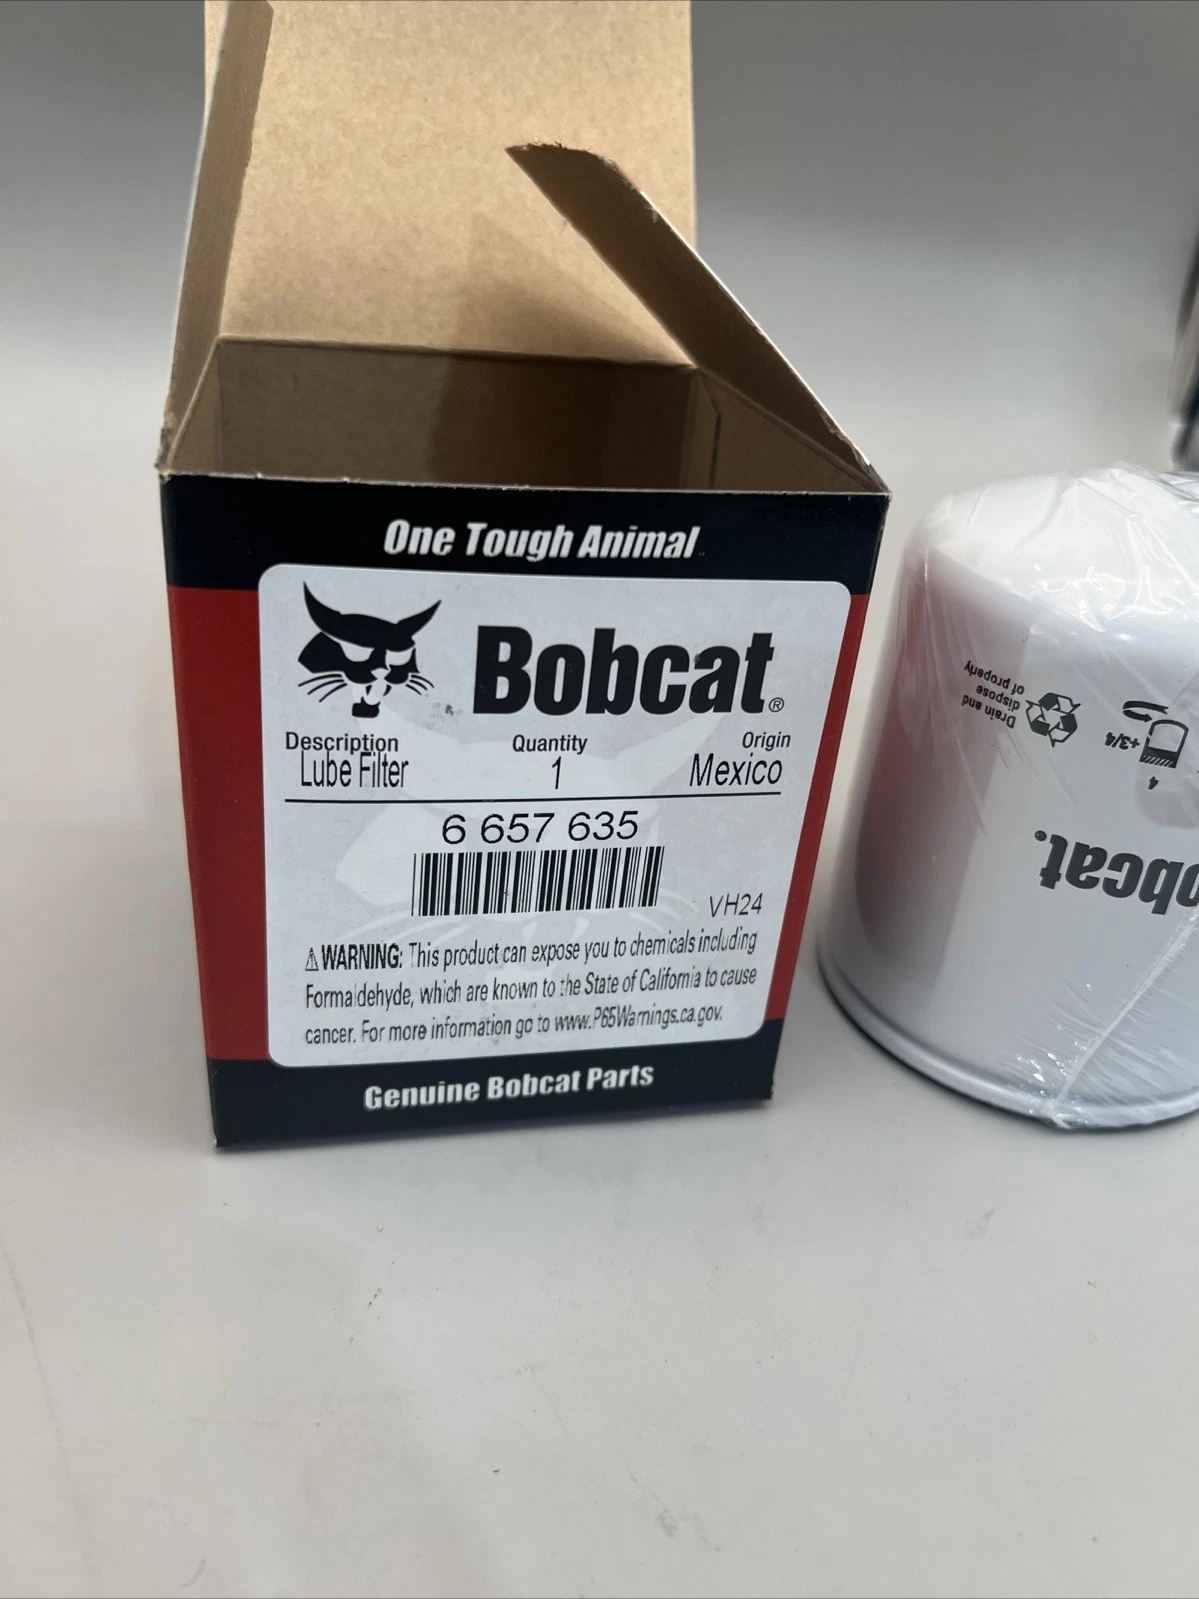 One Tough Animal
Bobcat®
Description Quantity Origin
Lube Filter 1 Mexico
6 657 635
VH24
⚠WARNING: This product can expose you to chemicals including
Formaldehyde, which are known to the State of California to cause
cancer. For more information go to www.P65Warnings.ca.gov.
Genuine Bobcat Parts
Drain and
dispose
of properly
4
+3/4
obcat.